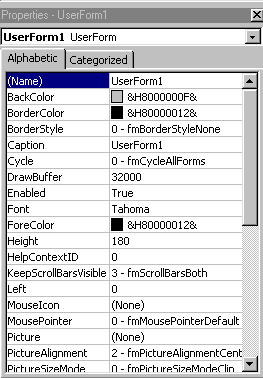 Properties - UserForm1
UserForm1 UserForm
Alphabetic Categorized
(Name) UserForm1
BackColor &H8000000F&
BorderColor &H80000012&
BorderStyle 0 - fmBorderStyleNone
Caption UserForm1
Cycle 0 - fmCycleAllForms
DrawBuffer 32000
Enabled True
Font Tahoma
ForeColor &H80000012&
Height 180
HelpContextID 0
KeepScrollBarsVisible 3 - fmScrollBarsBoth
Left 0
MouseIcon (None)
MousePointer 0 - fmMousePointerDefault
Picture (None)
PictureAlignment 2 - fmPictureAlignmentCent
PictureSizeMode 0 - fmPictureSizeModeClip